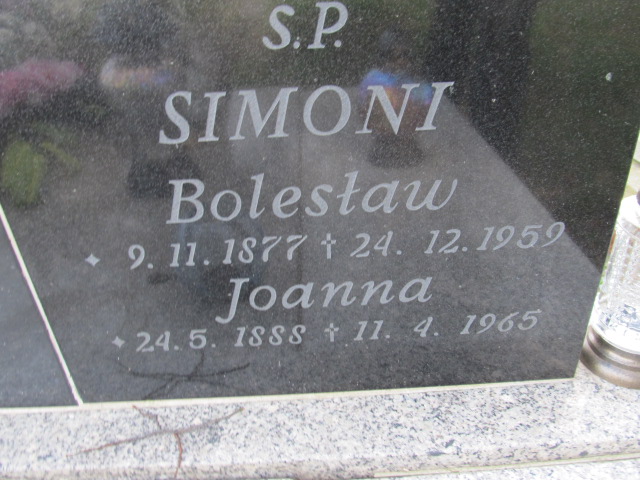 S.P.
SIMONI
Bolesław
✦ 9. 11. 1877 † 24. 12. 1959
Joanna
✦ 24. 5. 1888 † 11. 4. 1965